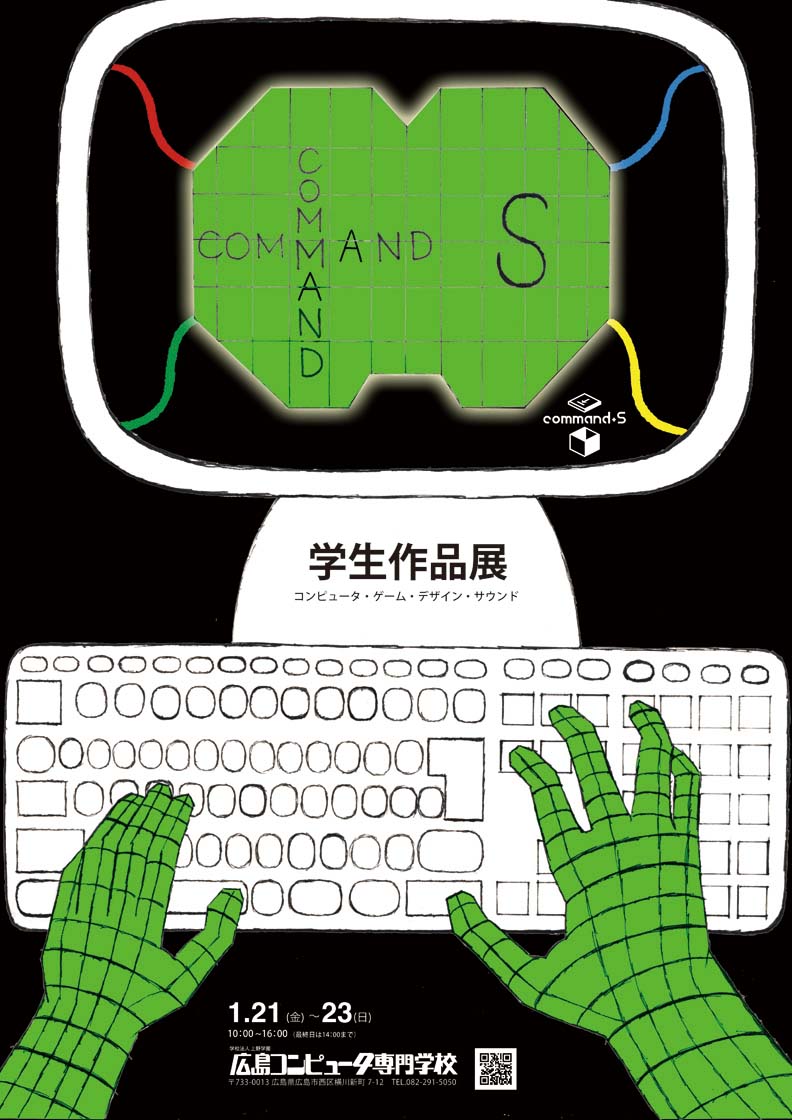 COMMAND
COMMAND S
command+S
学生作品展
コンピュータ・ゲーム・デザイン・サウンド
1.21(金)～23(日)
10:00~16:00（最終日は14:00まで）
学校法人上野学園
広島コンピュータ専門学校
〒733-0013 広島県広島市西区横川新町 7-12 TEL.082-291-5050